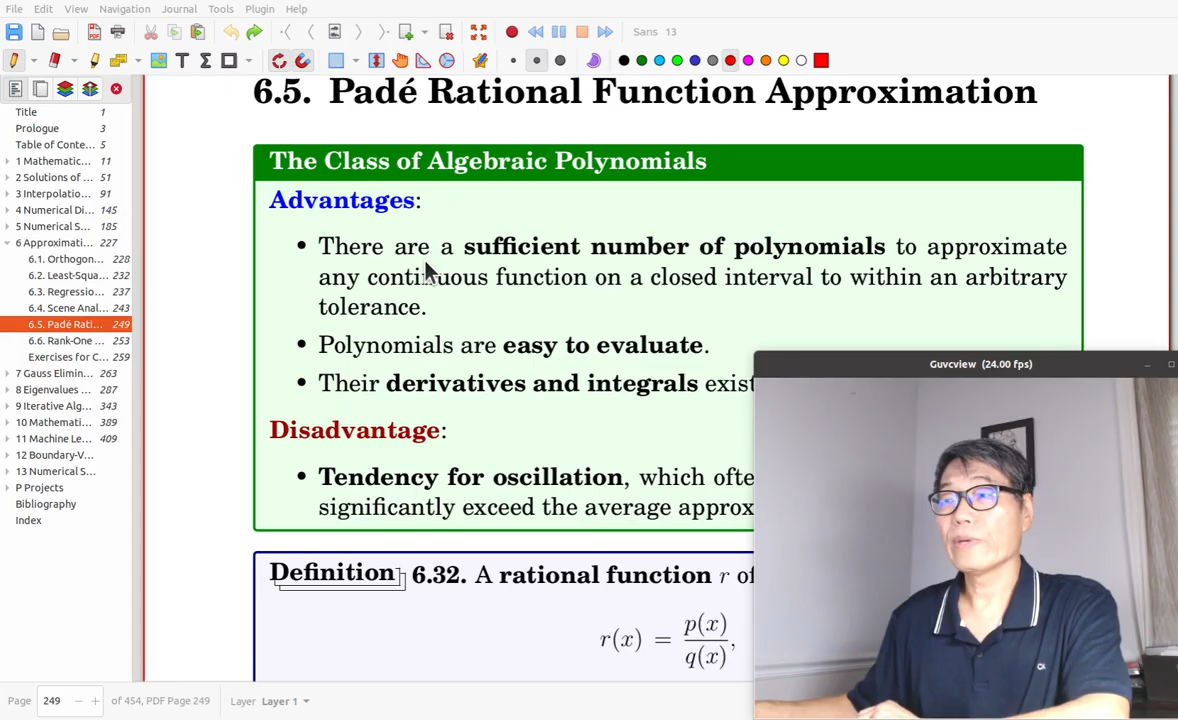 File Edit View Navigation Journal Tools Plugin Help
Sans 13
Title 1
Prologue 3
Table of Conte... 5
1 Mathematic... 11
2 Solutions of ... 51
3 Interpolatio... 91
4 Numerical Di... 145
5 Numerical S... 185
6 Approximati... 227
6.1. Orthogon... 228
6.2. Least-Squa... 232
6.3. Regressio... 237
6.4. Scene Anal... 243
6.5. Padé Rati... 249
6.6. Rank-One ... 253
Exercises for C... 259
7 Gauss Elimin... 263
8 Eigenvalues ... 287
9 Iterative Alg... 343
10 Mathemati... 389
11 Machine Le... 409
12 Boundary-V...
13 Numerical S...
P Projects
Bibliography
Index
6.5. Padé Rational Function Approximation
The Class of Algebraic Polynomials
Advantages:
• There are a sufficient number of polynomials to approximate
any continuous function on a closed interval to within an arbitrary
tolerance.
• Polynomials are easy to evaluate.
• Their derivatives and integrals exist
Disadvantage:
• Tendency for oscillation, which ofte
significantly exceed the average approx
Definition 6.32. A rational function r of
r(x) = p(x)/q(x),
Guvcview (24.00 fps)
Page 249 − + of 454, PDF Page 249 Layer Layer 1